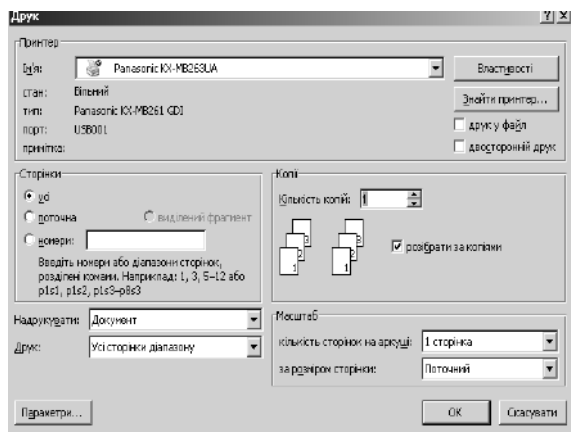 Друк
Принтер
Ім'я:
Panasonic KX-MB263UA
Властивості
стан:
Вільний
Знайти принтер...
тип:
Panasonic KX-MB261 GDI
порт:
USB001
друк у файл
примітка:
двосторонній друк
Сторінки
Копії
усі
Кількість копій:
1
поточна
виділений фрагмент
номери:
розібрати за копіями
Введіть номери або діапазони сторінок,
розділені комами. Наприклад: 1, 3, 5–12 або
p1s1, p1s2, p1s3–p8s3
Надрукувати:
Документ
Масштаб
кількість сторінок на аркуші:
1 сторінка
Друк:
Усі сторінки діапазону
за розміром сторінки:
Поточний
Параметри...
ОК
Скасувати